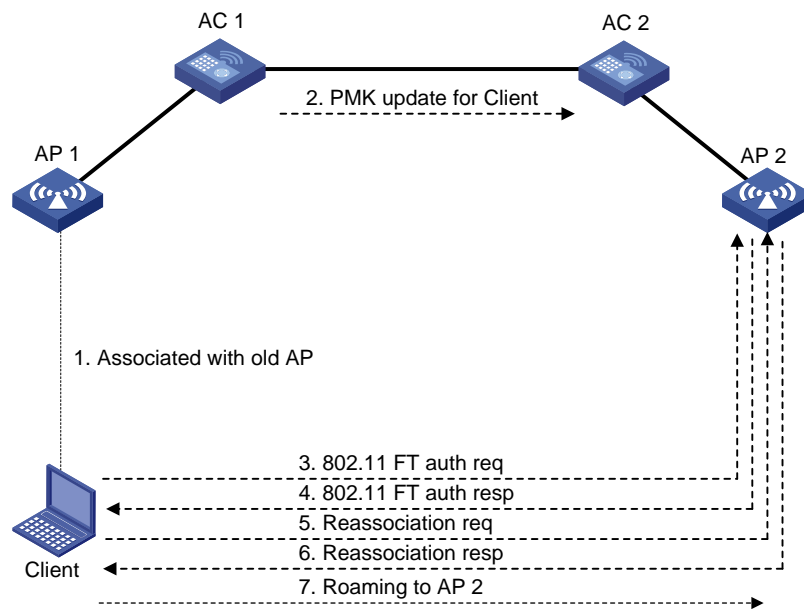 AC 1
AC 2
2. PMK update for Client
AP 1
AP 2
1. Associated with old AP
3. 802.11 FT auth req
4. 802.11 FT auth resp
5. Reassociation req
6. Reassociation resp
Client
7. Roaming to AP 2